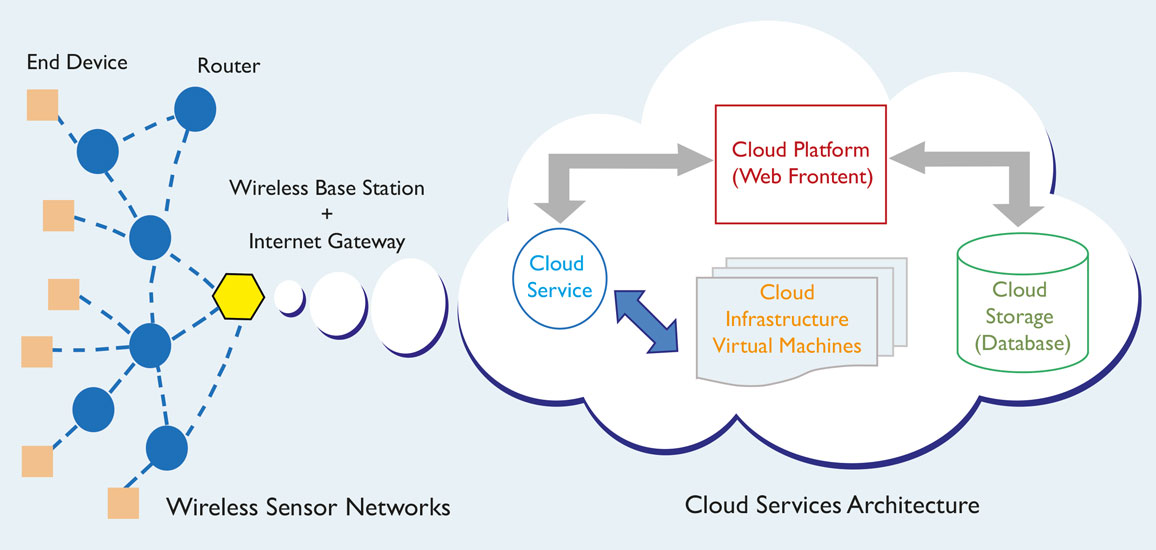 End Device
Router
Wireless Base Station
+
Internet Gateway
Wireless Sensor Networks
Cloud Platform
(Web Frontent)
Cloud
Service
Cloud
Infrastructure
Virtual Machines
Cloud
Storage
(Database)
Cloud Services Architecture